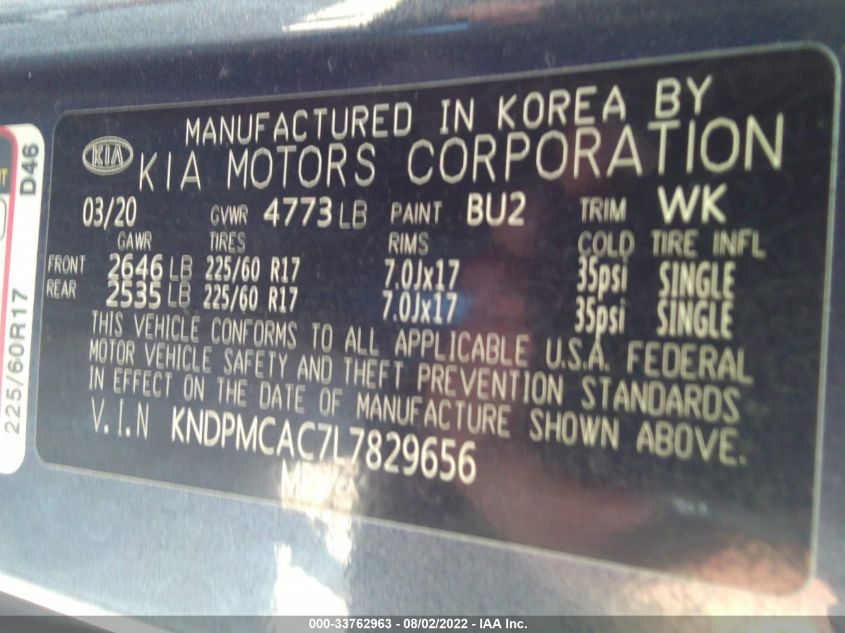 MANUFACTURED IN KOREA BY
KIA KIA MOTORS CORPORATION
03/20 GVWR 4773 LB PAINT BU2 TRIM WK
GAWR TIRES RIMS COLD TIRE INFL
FRONT 2646 LB 225/60 R17 7.0Jx17 35psi SINGLE
REAR 2535 LB 225/60 R17 7.0Jx17 35psi SINGLE
THIS VEHICLE CONFORMS TO ALL APPLICABLE U.S.A. FEDERAL
MOTOR VEHICLE SAFETY AND THEFT PREVENTION STANDARDS
IN EFFECT ON THE DATE OF MANUFACTURE SHOWN ABOVE.
V.I.N KNDPMCAC7L7829656
225/60R17 D46
000-33762963 - 08/02/2022 - IAA Inc.